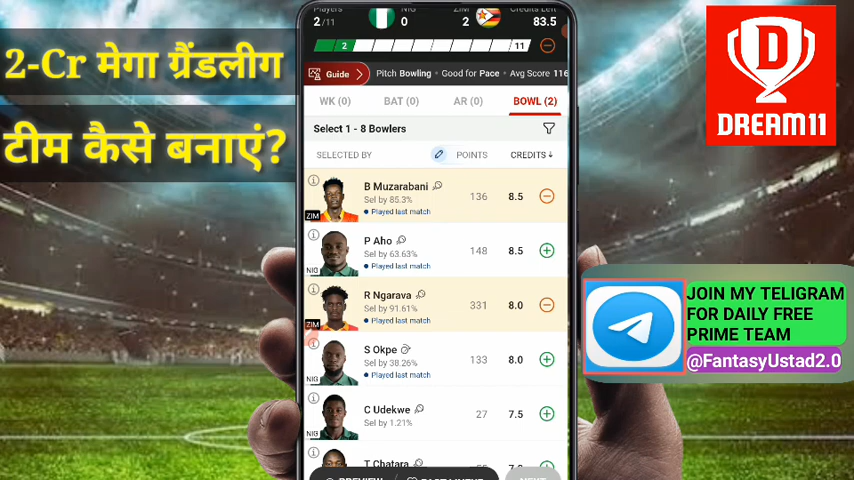 2-Cr मेगा ग्रैंडलीग
टीम कैसे बनाएं?
Players
2/11
NIG
0
ZIM
2
Credits Left
83.5
2
11
Guide
Pitch Bowling • Good for Pace • Avg Score 116
WK (0)
BAT (0)
AR (0)
BOWL (2)
Select 1 - 8 Bowlers
SELECTED BY
POINTS
CREDITS↓
B Muzarabani
Sel by 85.3%
Played last match
ZIM
136
8.5
P Aho
Sel by 63.63%
Played last match
NIG
148
8.5
R Ngarava
Sel by 91.61%
Played last match
ZIM
331
8.0
S Okpe
Sel by 38.26%
Played last match
NIG
133
8.0
C Udekwe
Sel by 1.21%
NIG
27
7.5
T Chatara
PREVIEW
NEXT
DREAM11
JOIN MY TELIGRAM
FOR DAILY FREE
PRIME TEAM
@FantasyUstad2.0